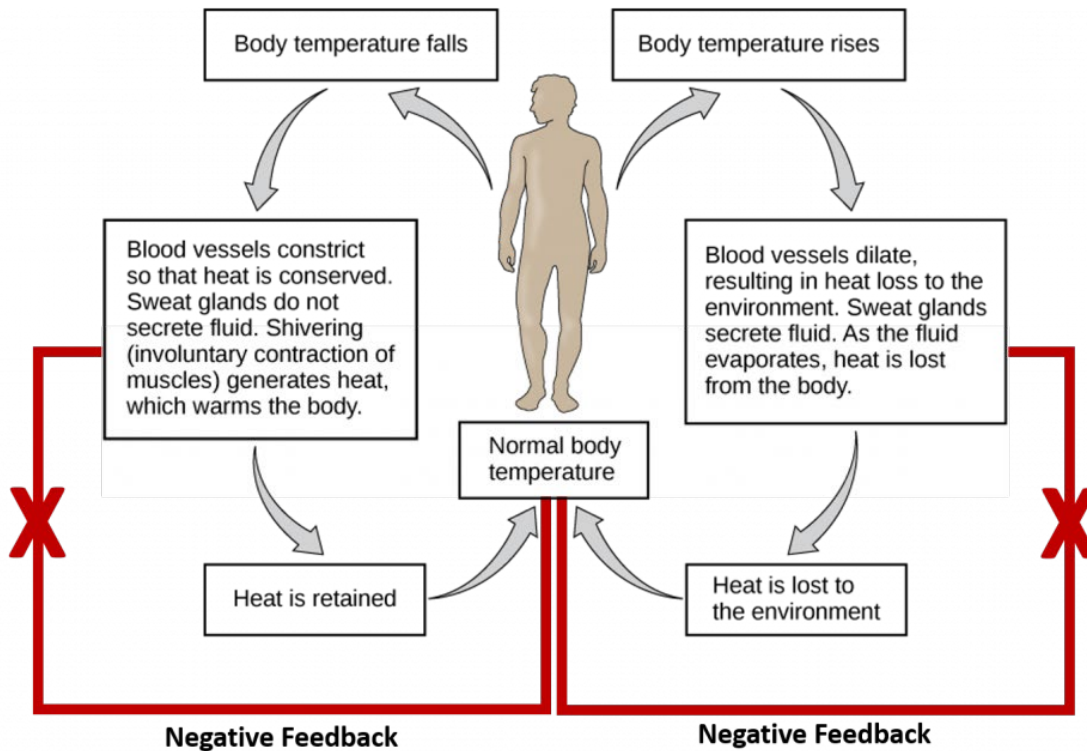 Body temperature falls
Body temperature rises
Blood vessels constrict
so that heat is conserved.
Sweat glands do not
secrete fluid. Shivering
(involuntary contraction of
muscles) generates heat,
which warms the body.
Blood vessels dilate,
resulting in heat loss to the
environment. Sweat glands
secrete fluid. As the fluid
evaporates, heat is lost
from the body.
Normal body
temperature
X
X
Heat is retained
Heat is lost to
the environment
Negative Feedback
Negative Feedback